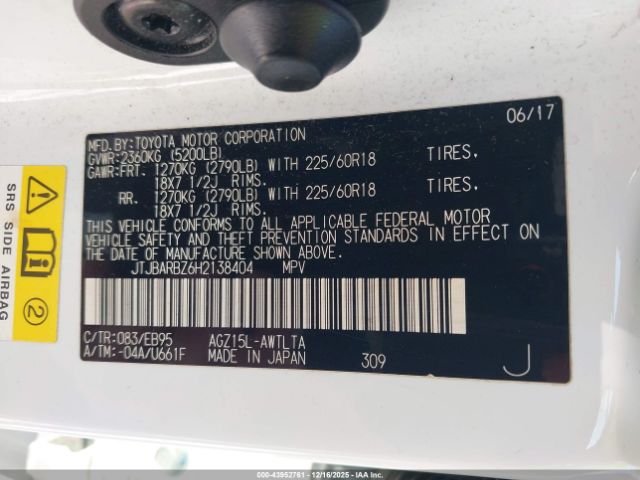 06/17
MFD.BY:TOYOTA MOTOR CORPORATION
GVWR:2360KG (5200LB)
GAWR:FRT. 1270KG (2790LB) WITH 225/60R18 TIRES.
18X7 1/2J RIMS.
RR. 1270KG (2790LB) WITH 225/60R18 TIRES.
18X7 1/2J RIMS.
THIS VEHICLE CONFORMS TO ALL APPLICABLE FEDERAL MOTOR
VEHICLE SAFETY AND THEFT PREVENTION STANDARDS IN EFFECT ON
THE DATE OF MANUFACTURE SHOWN ABOVE.
JTJBARBZ6H2138404 MPV
C/TR:083/EB95 AGZ15L-AWTLTA
A/TM:-04A/U661F MADE IN JAPAN 309 J
SRS SIDE AIRBAG
2
000-43952761 - 12/16/2025 - IAA Inc.